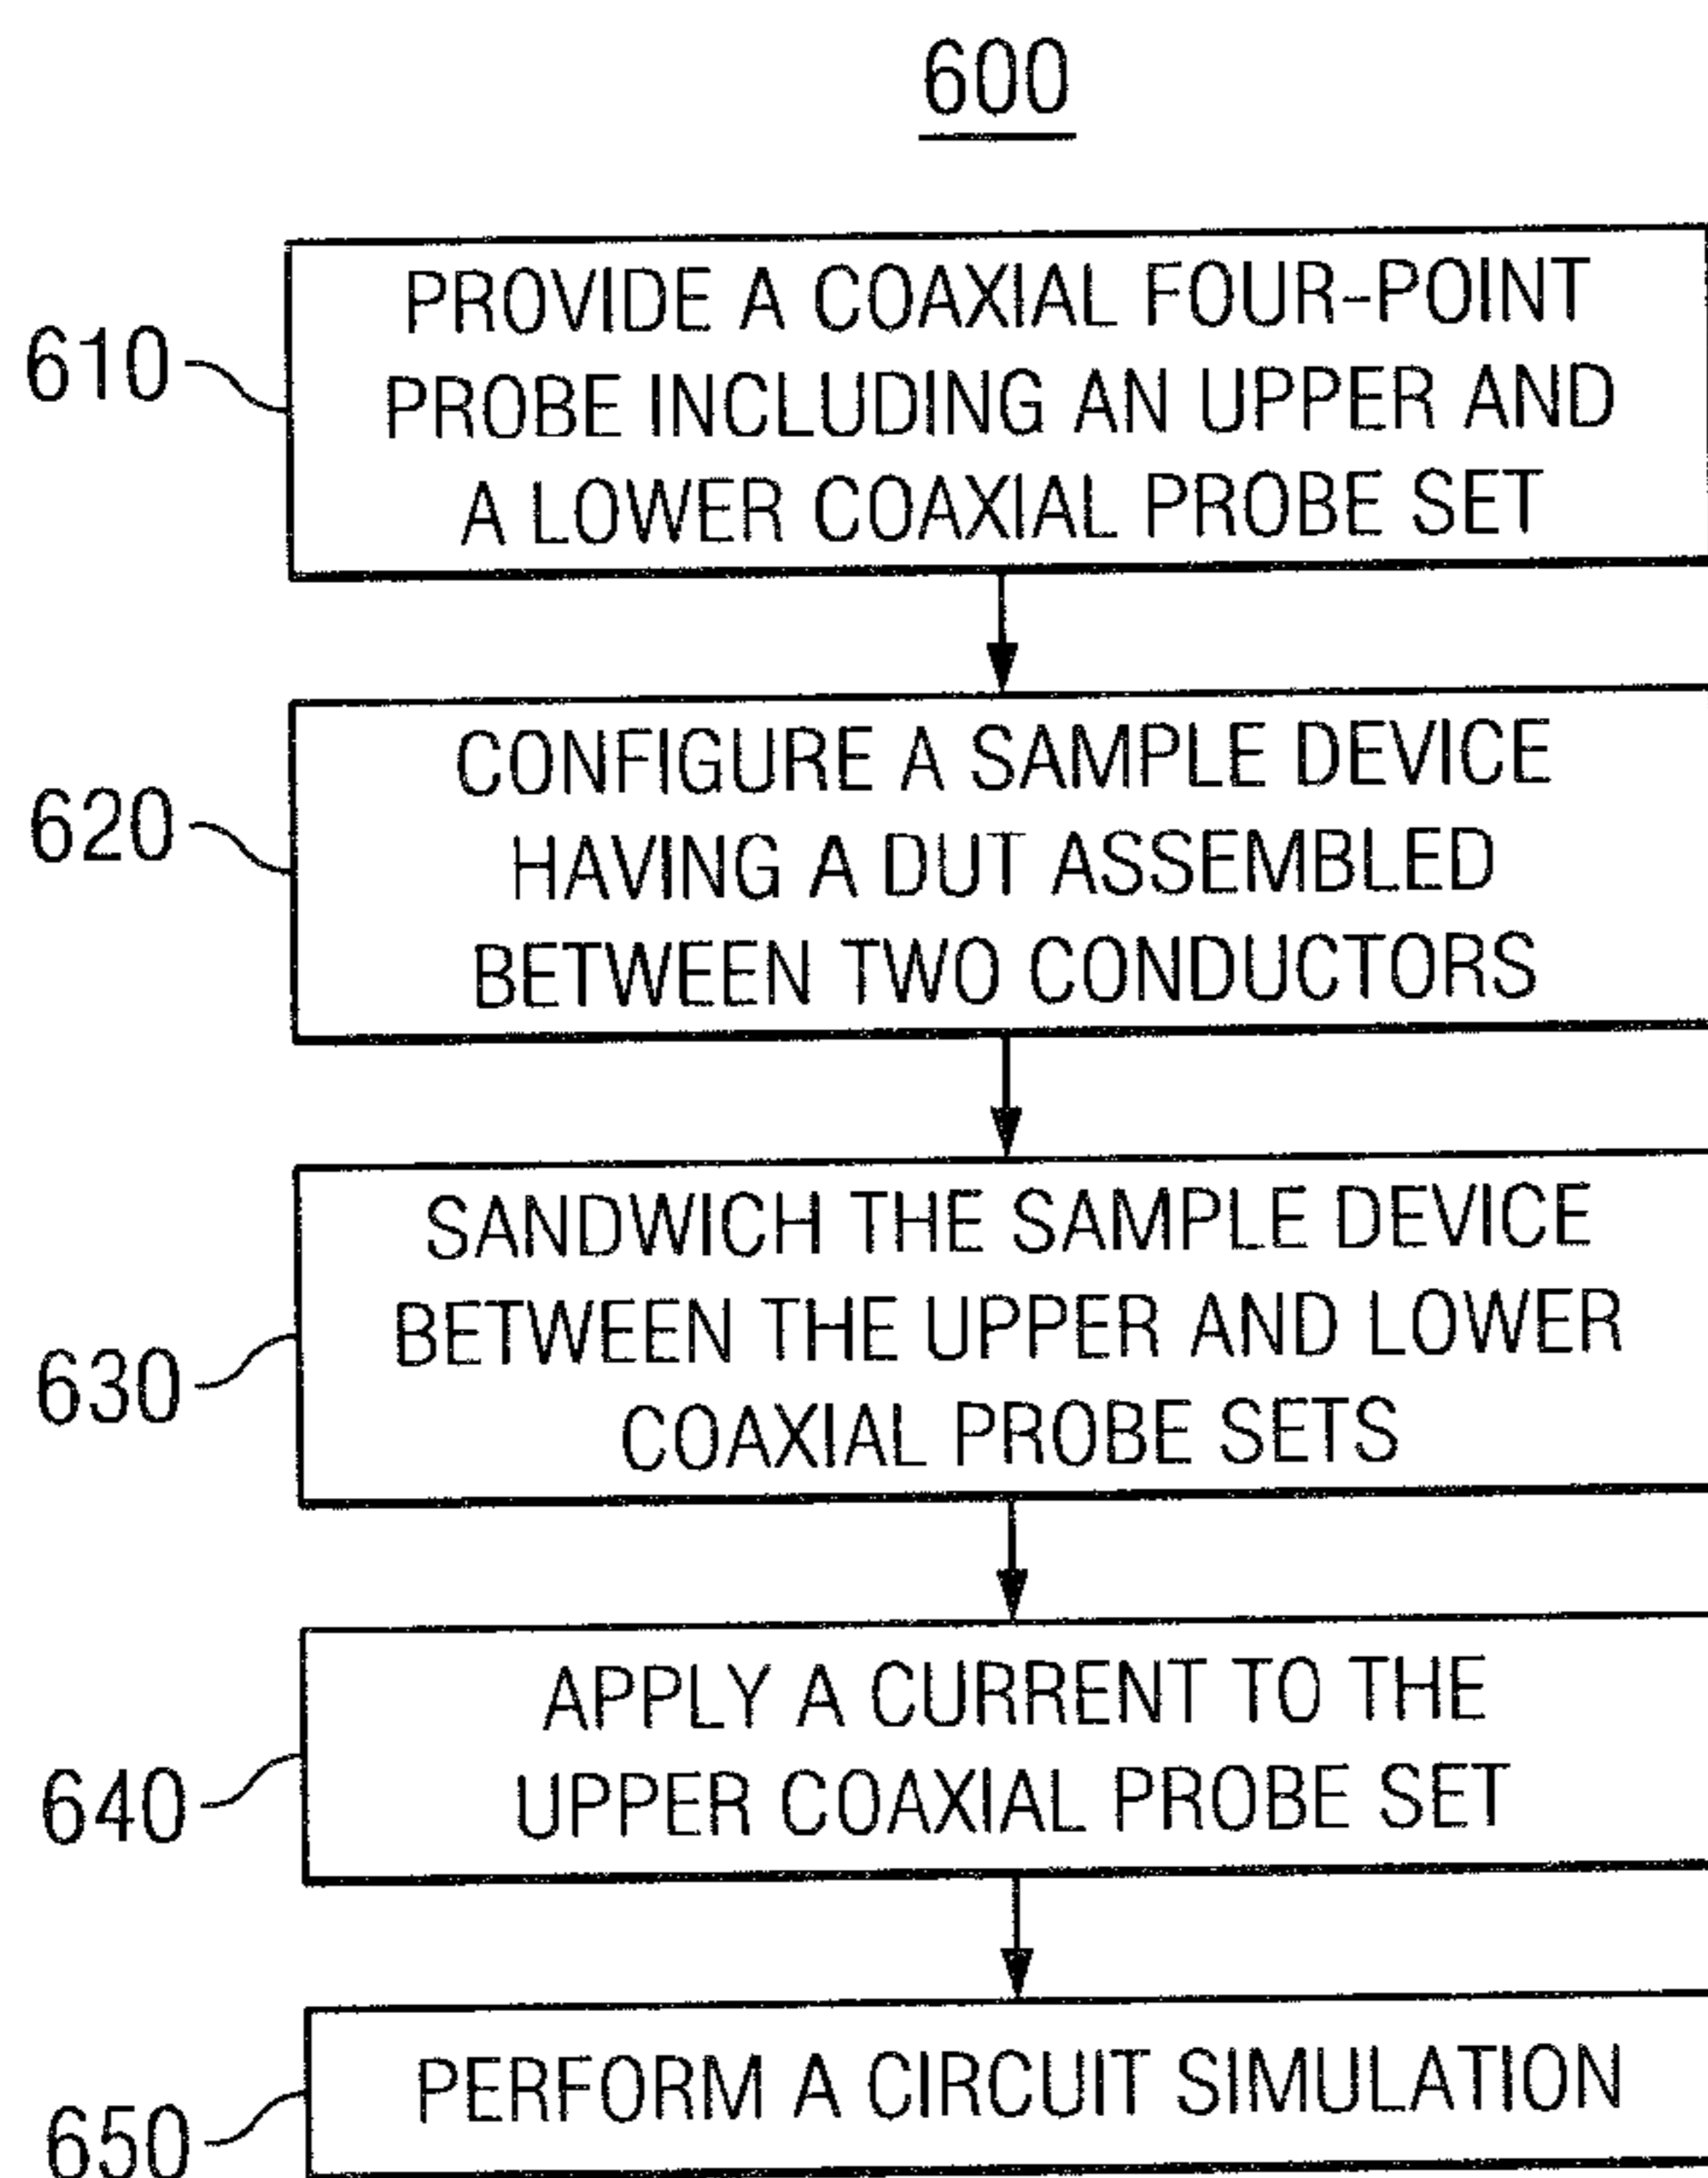 600
610
PROVIDE A COAXIAL FOUR-POINT
PROBE INCLUDING AN UPPER AND
A LOWER COAXIAL PROBE SET
620
CONFIGURE A SAMPLE DEVICE
HAVING A DUT ASSEMBLED
BETWEEN TWO CONDUCTORS
630
SANDWICH THE SAMPLE DEVICE
BETWEEN THE UPPER AND LOWER
COAXIAL PROBE SETS
640
APPLY A CURRENT TO THE
UPPER COAXIAL PROBE SET
650
PERFORM A CIRCUIT SIMULATION